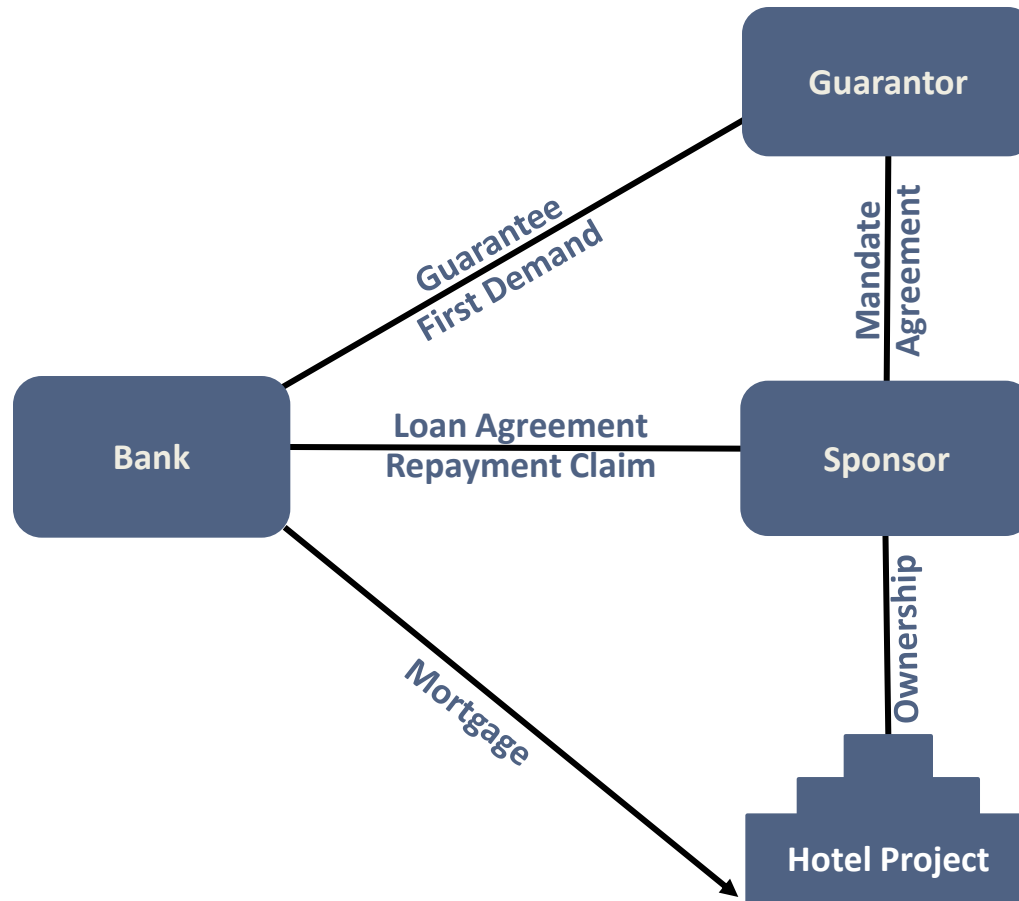 Guarantor
Guarantee
First Demand
Mandate
Agreement
Bank
Loan Agreement
Repayment Claim
Sponsor
Mortgage
Ownership
Hotel Project